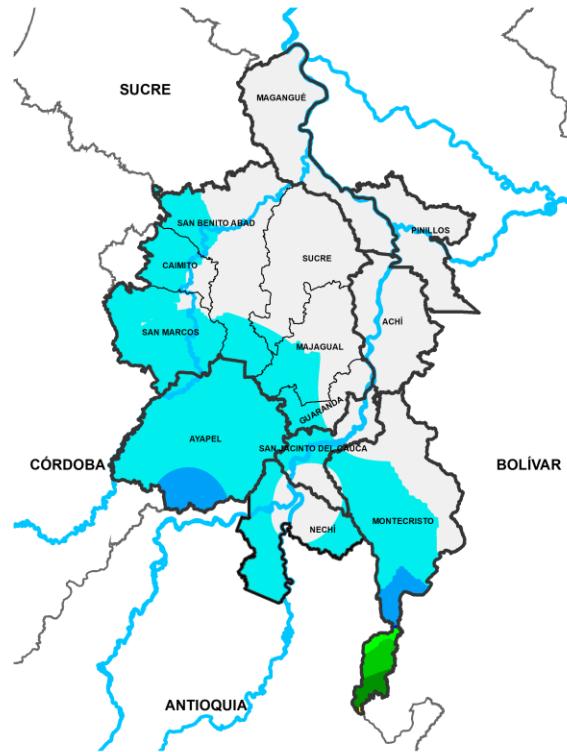 SUCRE
MAGANGUÉ
SAN BENITO ABAD
PINILLOS
CAIMITO
SUCRE
SAN MARCOS
ACHÍ
MAJAGUAL
GUARANDA
AYAPEL
SAN JACINTO DEL CAUCA
CÓRDOBA
BOLÍVAR
MONTECRISTO
NECHÍ
ANTIOQUIA